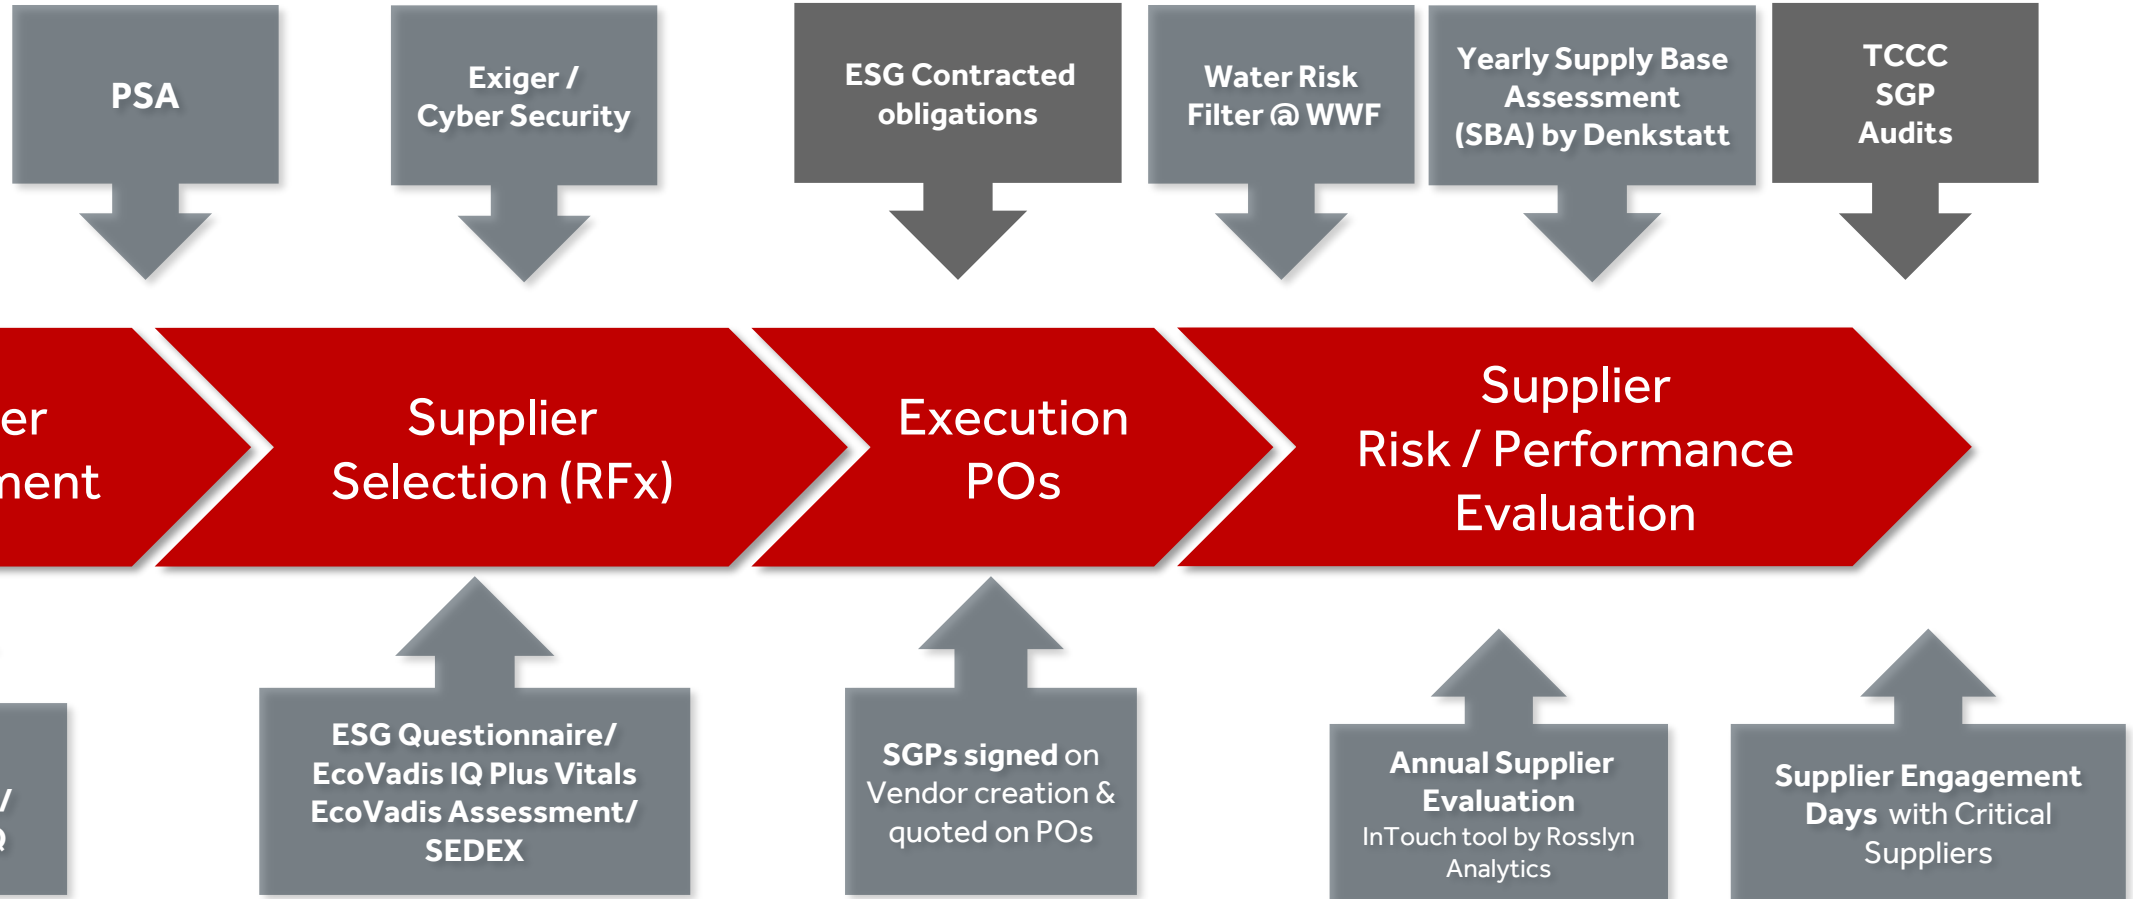 PSA
Exiger /
Cyber Security
ESG Contracted
obligations
Water Risk
Filter @ WWF
Yearly Supply Base
Assessment
(SBA) by Denkstatt
TCCC
SGP
Audits
er
ment
Supplier
Selection (RFx)
Execution
POs
Supplier
Risk / Performance
Evaluation
/
Q
ESG Questionnaire/
EcoVadis IQ Plus Vitals
EcoVadis Assessment/
SEDEX
SGPs signed on
Vendor creation &
quoted on POs
Annual Supplier
Evaluation
InTouch tool by Rosslyn
Analytics
Supplier Engagement
Days with Critical
Suppliers